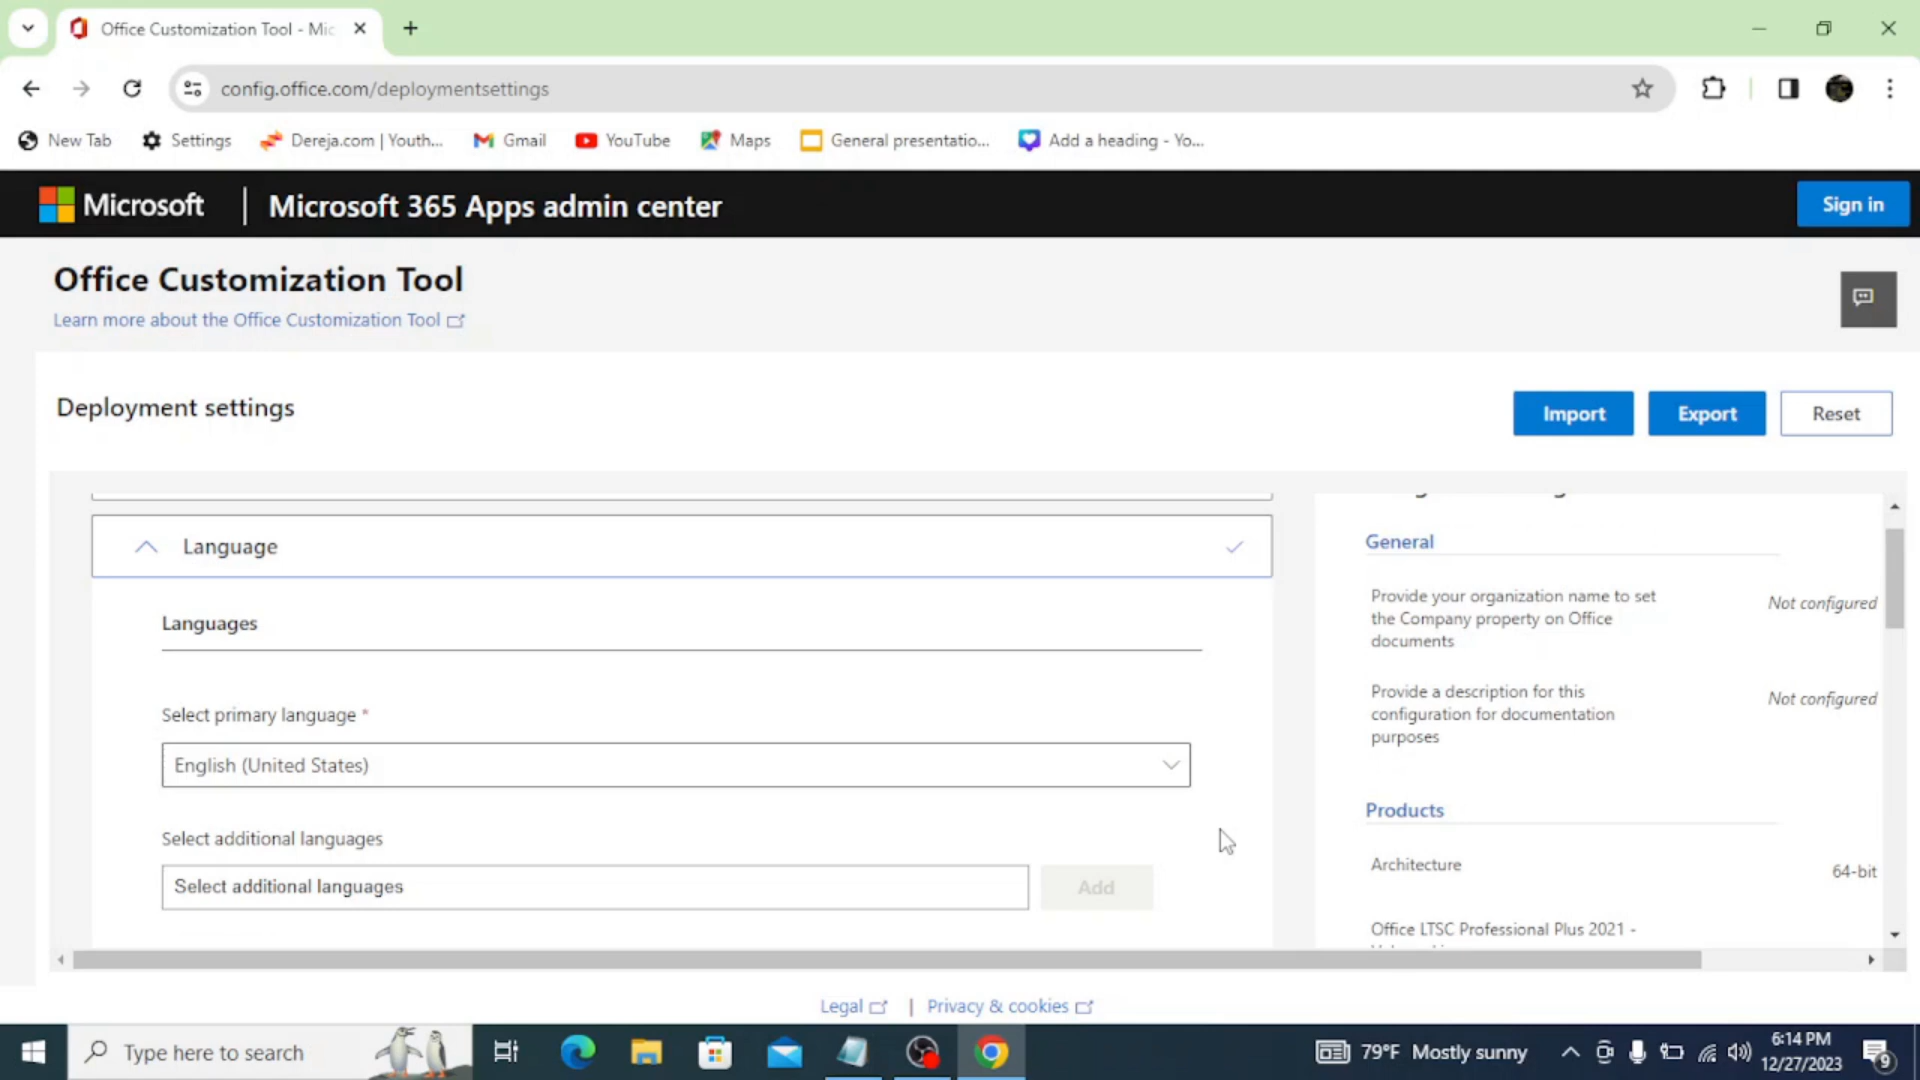 Office Customization Tool - Mic
config.office.com/deploymentsettings
New Tab
Settings
Dereja.com | Youth...
Gmail
YouTube
Maps
General presentatio...
Add a heading - Yo...
Microsoft
Microsoft 365 Apps admin center
Sign in
Office Customization Tool
Learn more about the Office Customization Tool
Deployment settings
Import
Export
Reset
Language
Languages
Select primary language *
English (United States)
Select additional languages
Select additional languages
Add
General
Provide your organization name to set
the Company property on Office
documents
Not configured
Provide a description for this
configuration for documentation
purposes
Not configured
Products
Architecture
64-bit
Office LTSC Professional Plus 2021 -
Legal
|
Privacy & cookies
Type here to search
79°F Mostly sunny
6:14 PM
12/27/2023
9